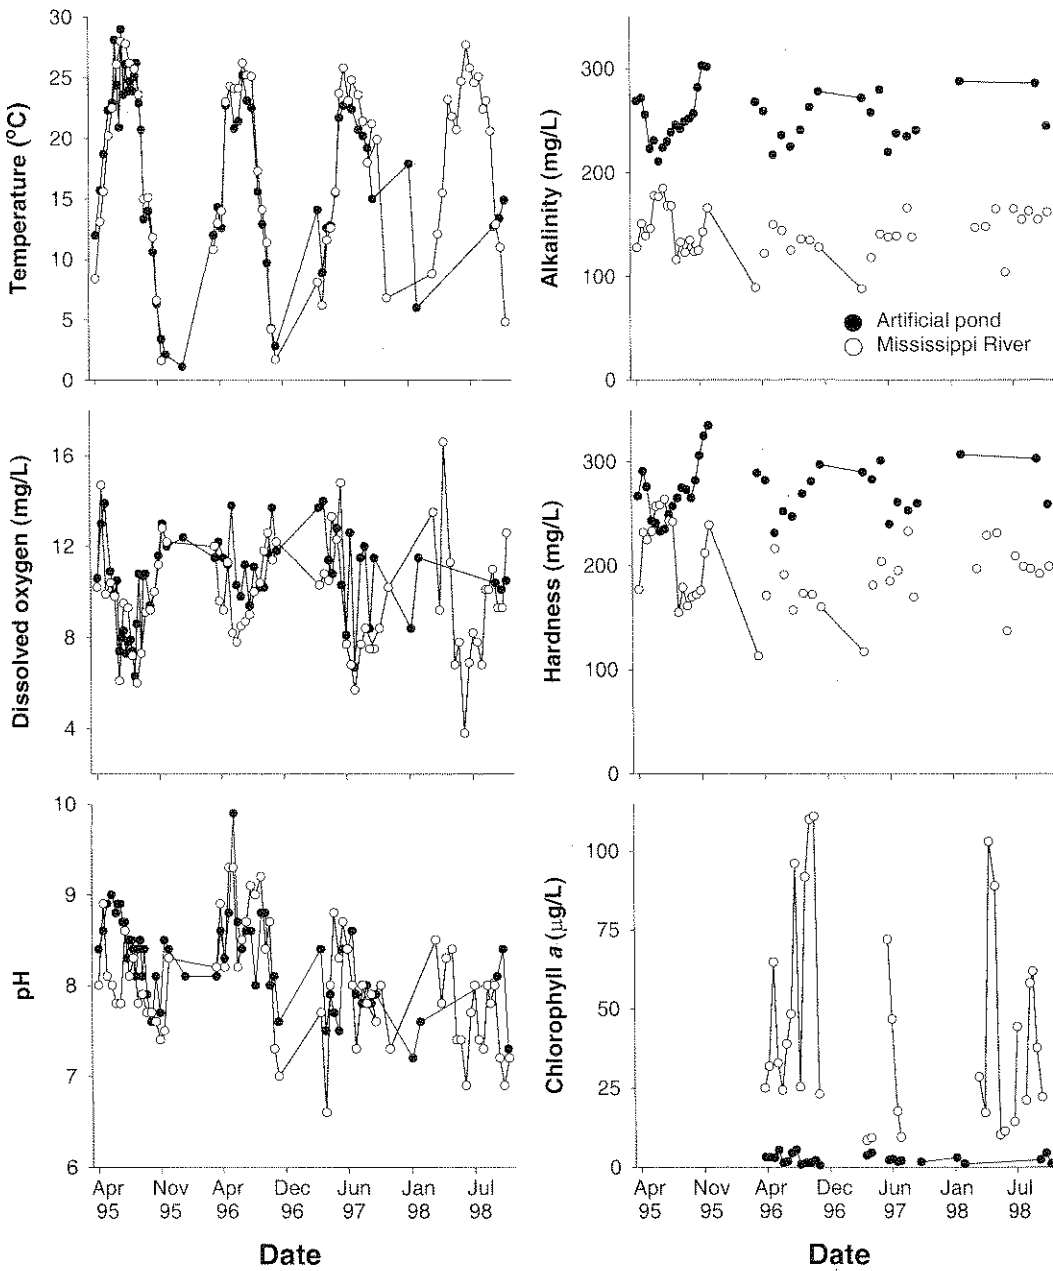 30
25
20
15
10
5
0
Temperature (°C)
300
200
100
0
Alkalinity (mg/L)
Artificial pond
Mississippi River
16
12
8
4
Dissolved oxygen (mg/L)
300
200
100
0
Hardness (mg/L)
10
9
8
7
6
pH
100
75
50
25
0
Chlorophyll a (µg/L)
Apr Nov Apr Dec Jun Jan Jul
95 95 96 96 97 98 98
Date
Apr Nov Apr Dec Jun Jan Jul
95 95 96 96 97 98 98
Date